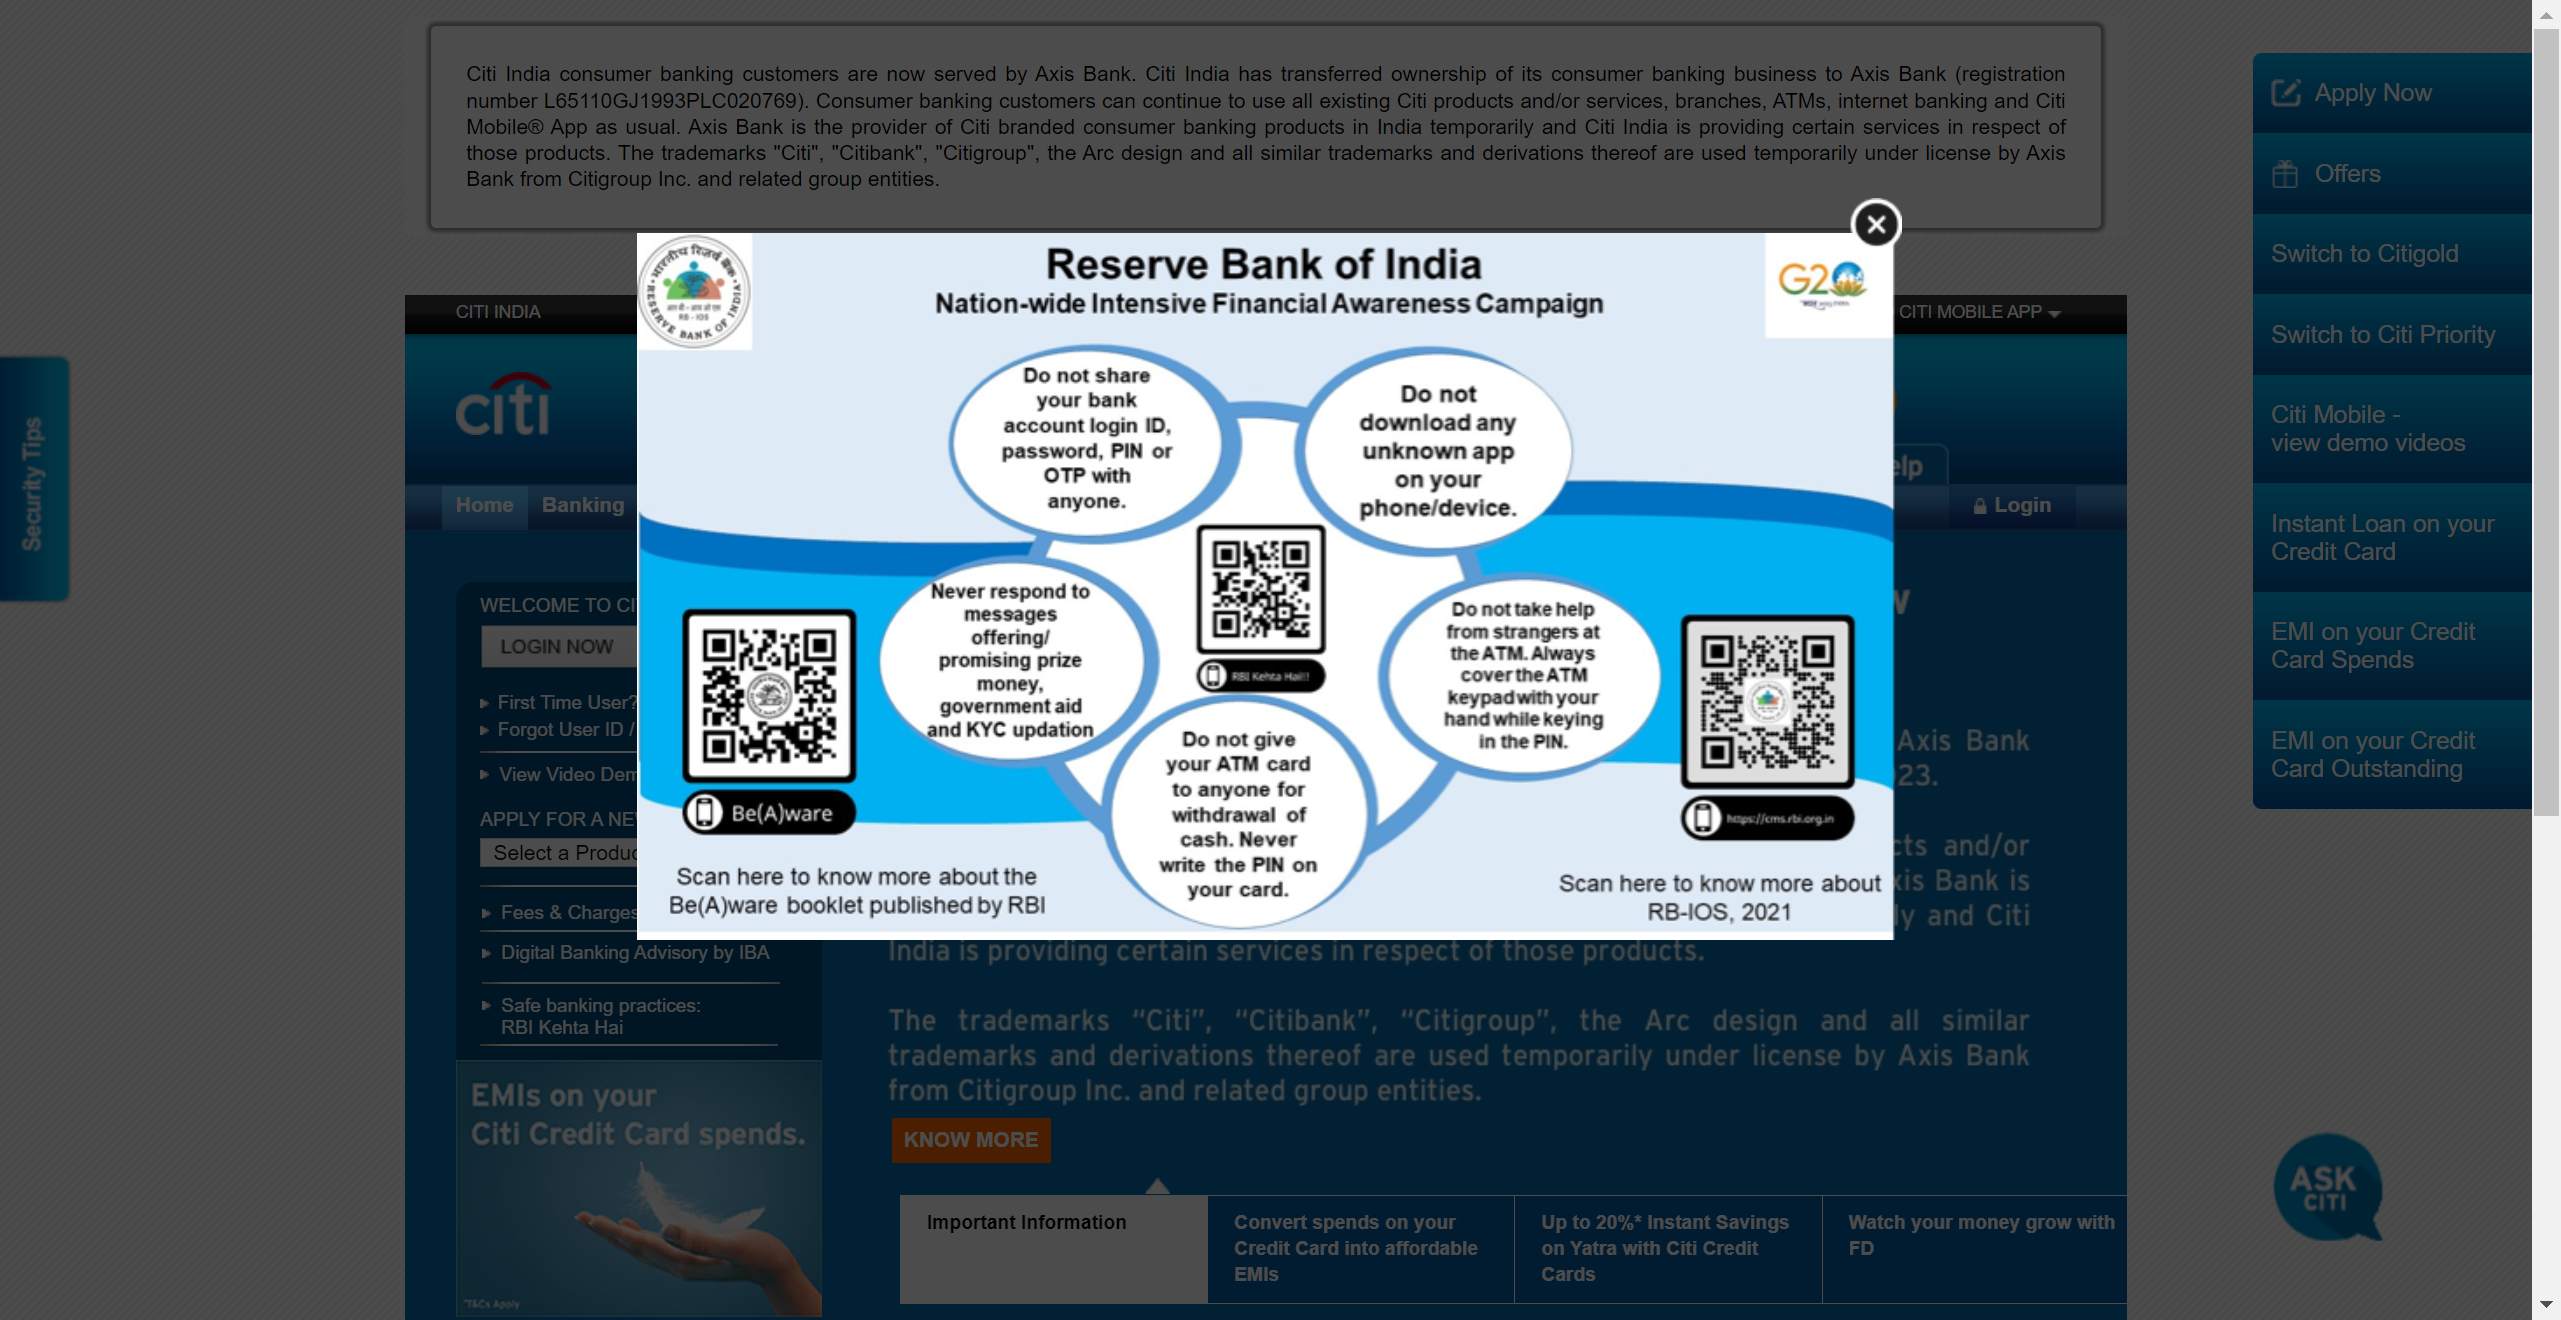 Citi India consumer banking customers are now served by Axis Bank. Citi India has transferred ownership of its consumer banking business to Axis Bank (registration
number L65110GJ1993PLC020769). Consumer banking customers can continue to use all existing Citi products and/or services, branches, ATMs, internet banking and Citi
Mobile® App as usual. Axis Bank is the provider of Citi branded consumer banking products in India temporarily and Citi India is providing certain services in respect of
those products. The trademarks "Citi", "Citibank", "Citigroup", the Arc design and all similar trademarks and derivations thereof are used temporarily under license by Axis
Bank from Citigroup Inc. and related group entities.
Apply Now
Offers
Switch to Citigold
Switch to Citi Priority
Citi Mobile -
view demo videos
Instant Loan on your
Credit Card
EMI on your Credit
Card Spends
EMI on your Credit
Card Outstanding
Security Tips
CITI INDIA
CITI MOBILE APP
citi
elp
Home
Banking
Login
भारतीय रिज़र्व बैंक
RESERVE BANK OF INDIA
RB - IOS
Reserve Bank of India
Nation-wide Intensive Financial Awareness Campaign
G20
Do not share
your bank
account login ID,
password, PIN or
OTP with
anyone.
Do not
download any
unknown app
on your
phone/device.
Never respond to
messages
offering/
promising prize
money,
government aid
and KYC updation
RBI Kehta Hai!!
Do not take help
from strangers at
the ATM. Always
cover the ATM
keypad with your
hand while keying
in the PIN.
Do not give
your ATM card
to anyone for
withdrawal of
cash. Never
write the PIN on
your card.
Be(A)ware
Scan here to know more about the
Be(A)ware booklet published by RBI
https://cms.rbi.org.in
Scan here to know more about
RB-IOS, 2021
WELCOME TO CI
LOGIN NOW
First Time User?
Forgot User ID /
View Video Dem
APPLY FOR A NE
Select a Produc
Fees & Charges
Digital Banking Advisory by IBA
Safe banking practices:
RBI Kehta Hai
EMIs on your
Citi Credit Card spends.
*T&Cs Apply
Axis Bank
23.
cts and/or
xis Bank is
ly and Citi
India is providing certain services in respect of those products.
The trademarks “Citi”, “Citibank”, “Citigroup”, the Arc design and all similar
trademarks and derivations thereof are used temporarily under license by Axis Bank
from Citigroup Inc. and related group entities.
KNOW MORE
Important Information
Convert spends on your
Credit Card into affordable
EMIs
Up to 20%* Instant Savings
on Yatra with Citi Credit
Cards
Watch your money grow with
FD
ASK
CITI